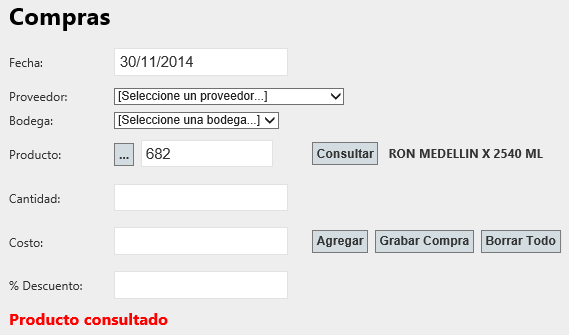 Compras
Fecha: 30/11/2014
Proveedor: [Seleccione un proveedor...]
Bodega: [Seleccione una bodega...]
Producto: ... 682 Consultar RON MEDELLIN X 2540 ML
Cantidad:
Costo: Agregar Grabar Compra Borrar Todo
% Descuento:
Producto consultado